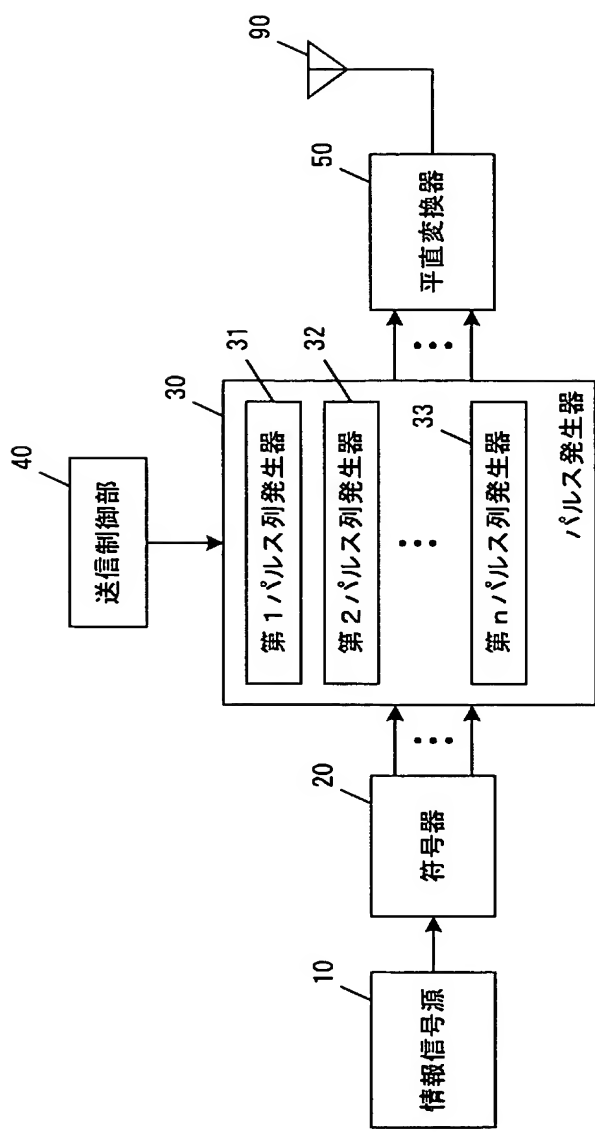 40
送信制御部
90
30
31
第1パルス列発生器
32
第2パルス列発生器
33
第nパルス列発生器
パルス発生器
50
平直変換器
20
符号器
10
情報信号源